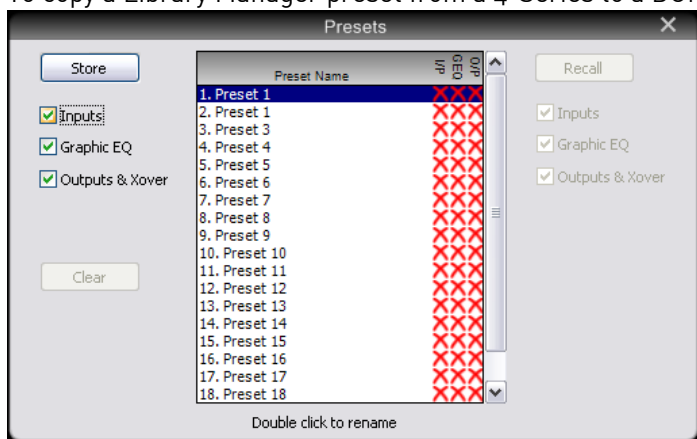 To copy a Library Manager preset from a 4-Series to a
Presets
Store
Inputs
Graphic EQ
Outputs & Xover
Clear
Preset Name
I/P
GEQ
O/P
1. Preset 1
2. Preset 1
3. Preset 3
4. Preset 4
5. Preset 5
6. Preset 6
7. Preset 7
8. Preset 8
9. Preset 9
10. Preset 10
11. Preset 11
12. Preset 12
13. Preset 13
14. Preset 14
15. Preset 15
16. Preset 16
17. Preset 17
18. Preset 18
Double click to rename
Recall
Inputs
Graphic EQ
Outputs & Xover